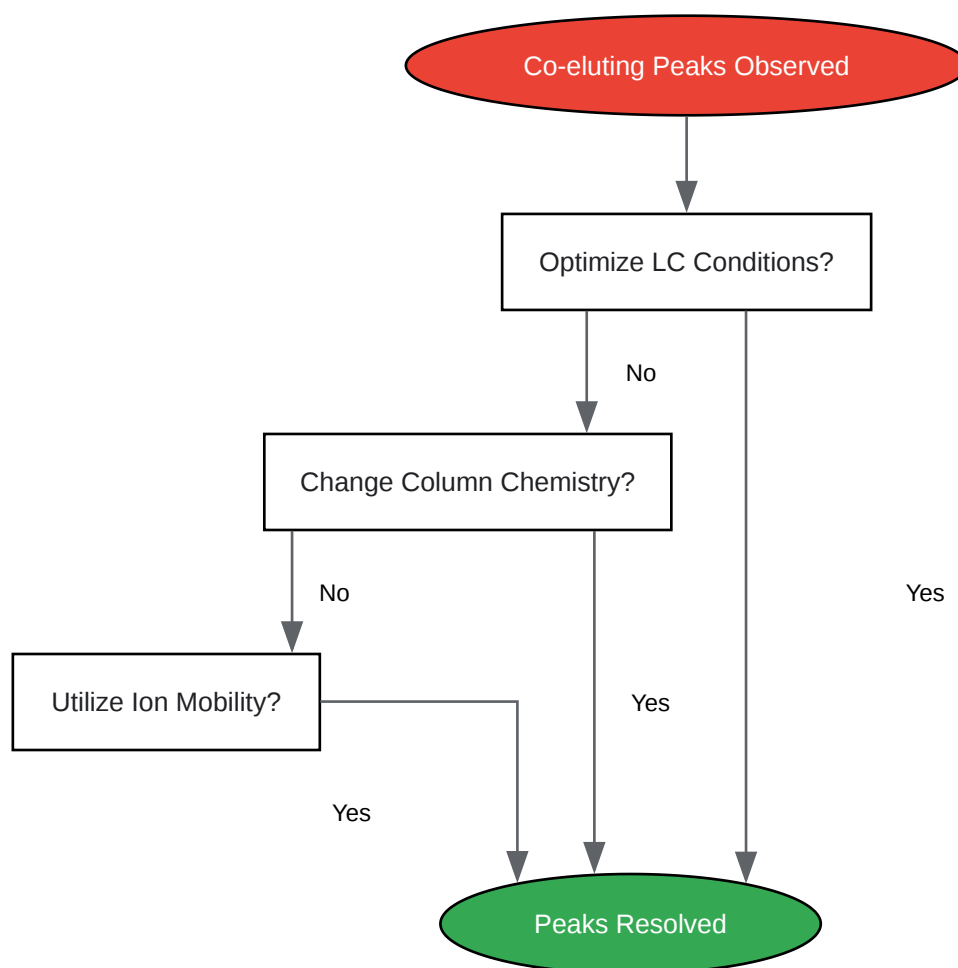 Co-eluting Peaks Observed
Optimize LC Conditions?
No
Change Column Chemistry?
No
Yes
Utilize Ion Mobility?
Yes
Yes
Peaks Resolved